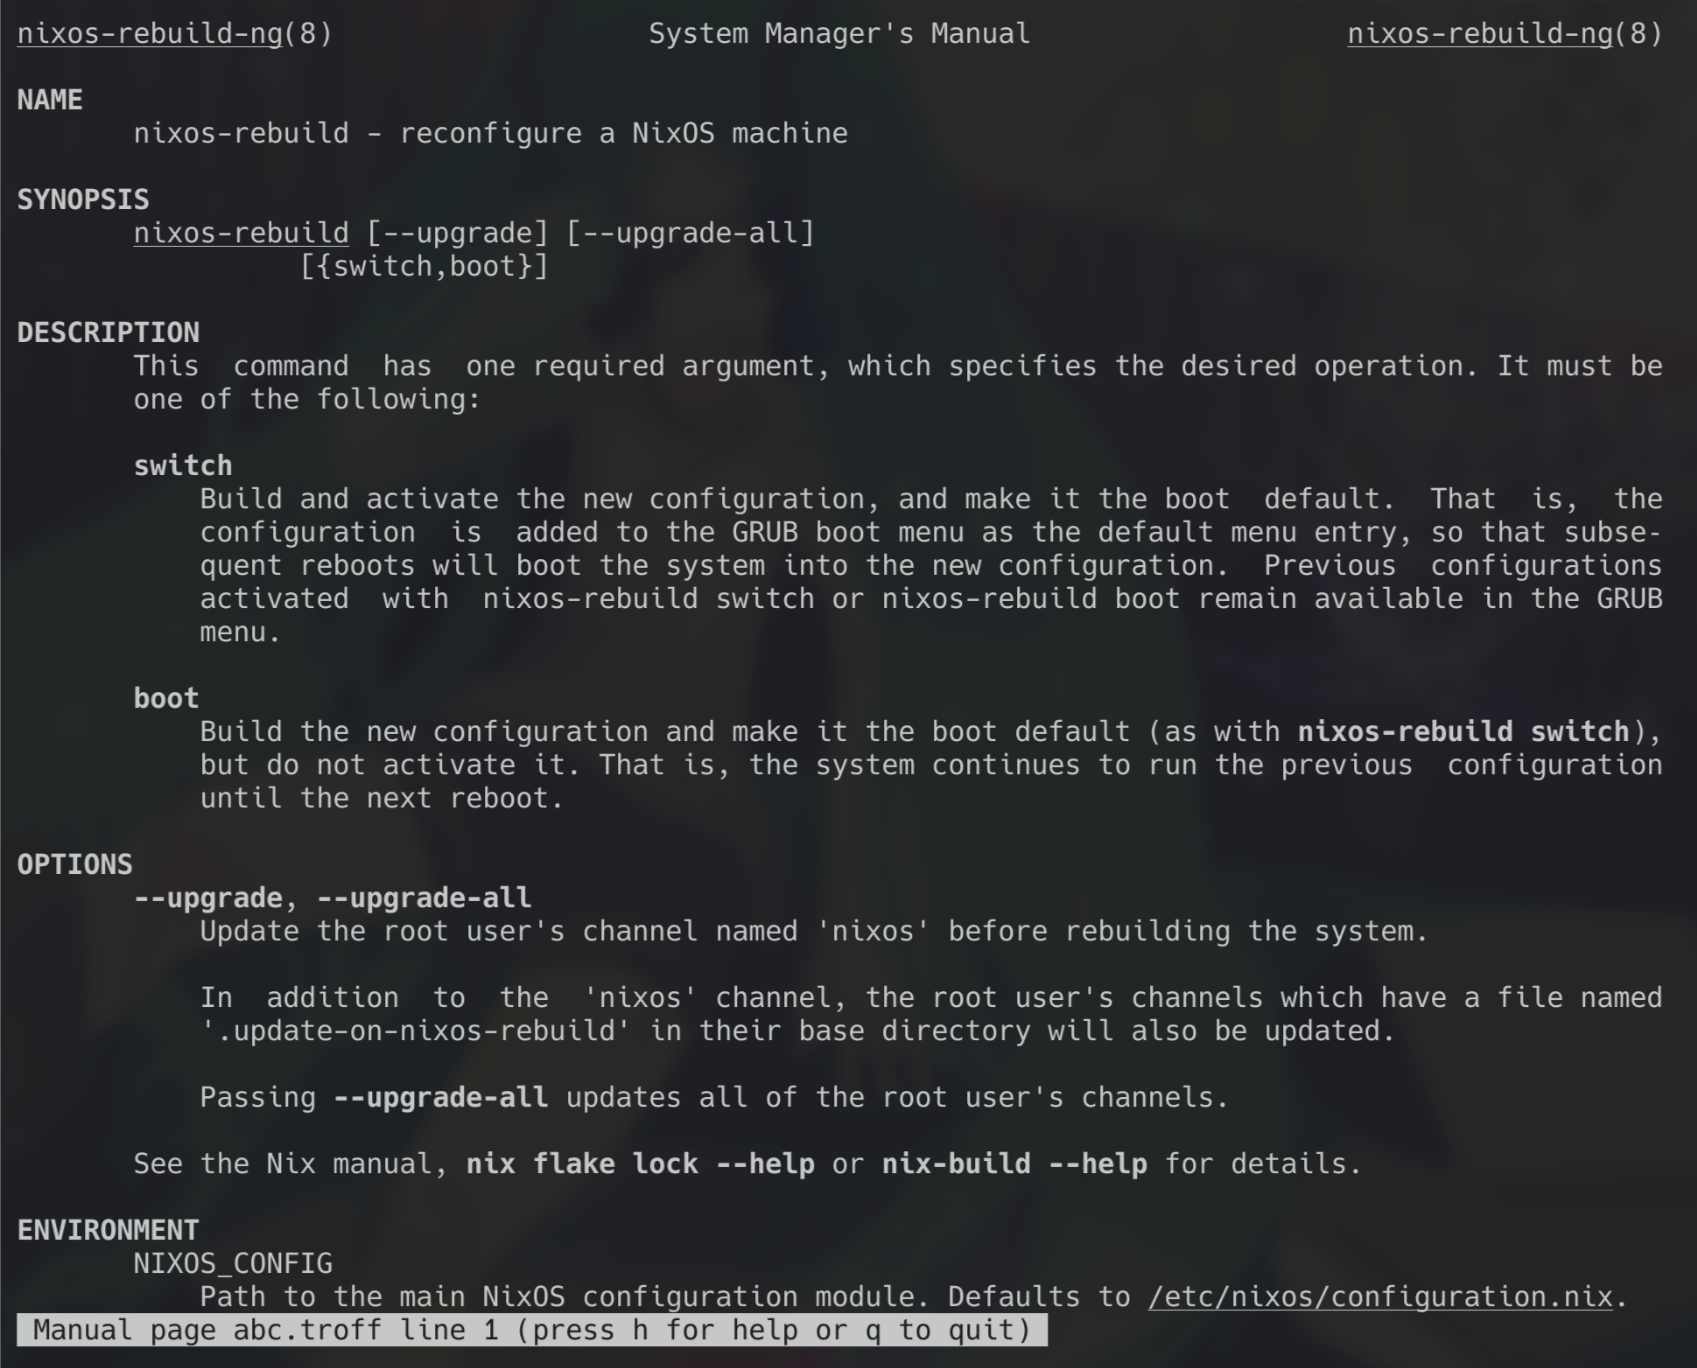 nixos-rebuild-ng(8) System Manager's Manual nixos-rebuild-ng(8)
NAME
nixos-rebuild - reconfigure a NixOS machine
SYNOPSIS
nixos-rebuild [--upgrade] [--upgrade-all]
[{switch,boot}]
DESCRIPTION
This command has one required argument, which specifies the desired operation. It must be
one of the following:
switch
Build and activate the new configuration, and make it the boot default. That is, the
configuration is added to the GRUB boot menu as the default menu entry, so that subse-
quent reboots will boot the system into the new configuration. Previous configurations
activated with nixos-rebuild switch or nixos-rebuild boot remain available in the GRUB
menu.
boot
Build the new configuration and make it the boot default (as with nixos-rebuild switch),
but do not activate it. That is, the system continues to run the previous configuration
until the next reboot.
OPTIONS
--upgrade, --upgrade-all
Update the root user's channel named 'nixos' before rebuilding the system.
In addition to the 'nixos' channel, the root user's channels which have a file named
'.update-on-nixos-rebuild' in their base directory will also be updated.
Passing --upgrade-all updates all of the root user's channels.
See the Nix manual, nix flake lock --help or nix-build --help for details.
ENVIRONMENT
NIXOS_CONFIG
Path to the main NixOS configuration module. Defaults to /etc/nixos/configuration.nix.
Manual page abc.troff line 1 (press h for help or q to quit)